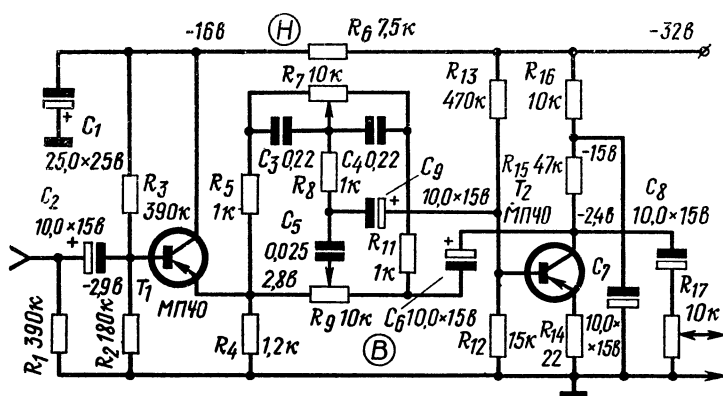 -16в Н R6 7,5к -32в
R7 10к R13 470к R16 10к
C1 25,0×25в
C3 0,22 C4 0,22 C9 10,0×15в
R15 47к -15в
C2 10,0×15в
R3 390к R5 1к R8 1к
T2 МП40 -2,4в C8 10,0×15в
C5 0,025 R11 1к
-2,9в T1 МП40 2,8в C7 10,0××15в
R17 10к
R1 390к R2 180к R4 1,2к R9 10к C6 10,0×15в
R12 15к R14 22
В